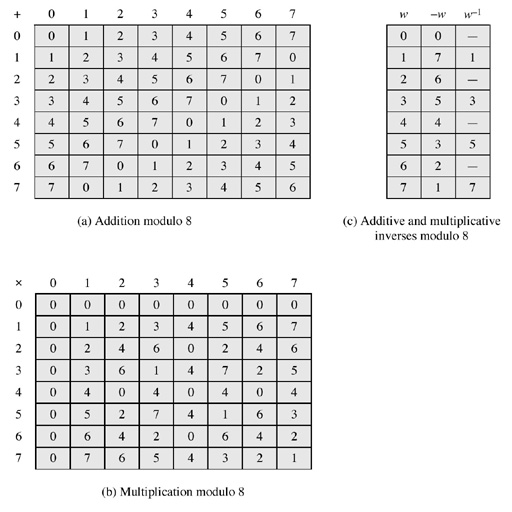 + 0 1 2 3 4 5 6 7
0 0 1 2 3 4 5 6 7
1 1 2 3 4 5 6 7 0
2 2 3 4 5 6 7 0 1
3 3 4 5 6 7 0 1 2
4 4 5 6 7 0 1 2 3
5 5 6 7 0 1 2 3 4
6 6 7 0 1 2 3 4 5
7 7 0 1 2 3 4 5 6
(a) Addition modulo 8
w −w w⁻¹
0 0 —
1 7 1
2 6 —
3 5 3
4 4 —
5 3 5
6 2 —
7 1 7
(c) Additive and multiplicative
inverses modulo 8
× 0 1 2 3 4 5 6 7
0 0 0 0 0 0 0 0 0
1 0 1 2 3 4 5 6 7
2 0 2 4 6 0 2 4 6
3 0 3 6 1 4 7 2 5
4 0 4 0 4 0 4 0 4
5 0 5 2 7 4 1 6 3
6 0 6 4 2 0 6 4 2
7 0 7 6 5 4 3 2 1
(b) Multiplication modulo 8